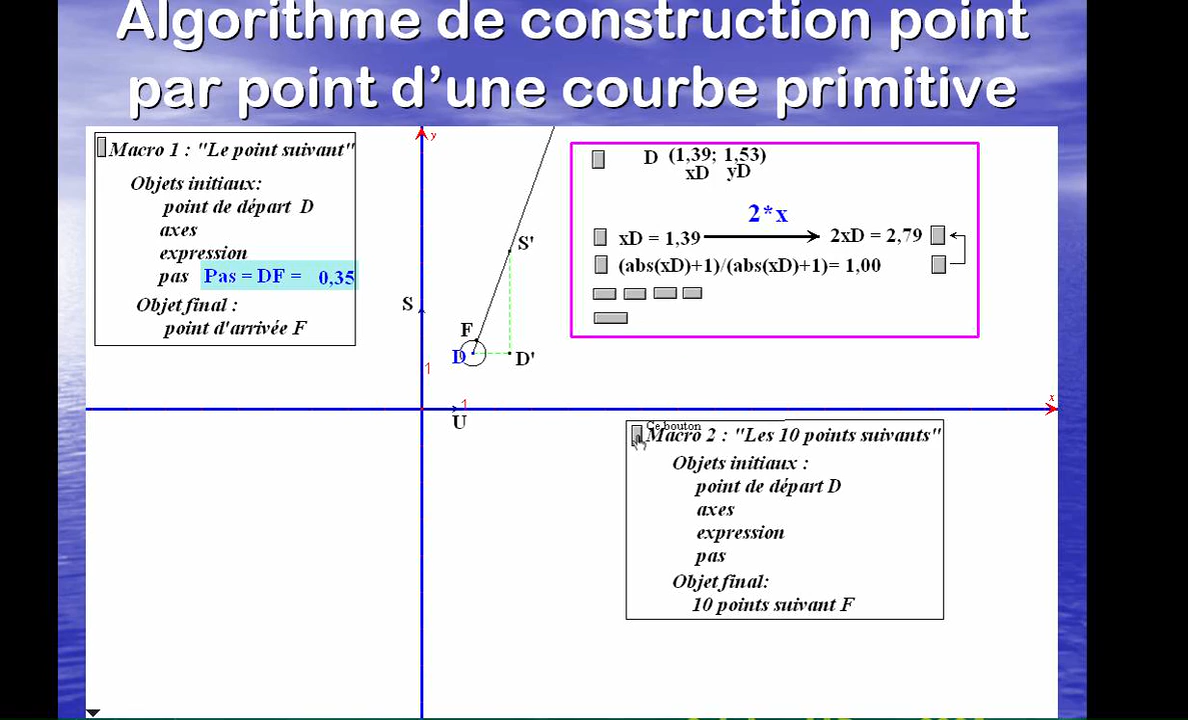 Algorithme de construction point
par point d’une courbe primitive
Macro 1 : "Le point suivant"
Objets initiaux:
point de départ D
axes
expression
pas Pas = DF = 0,35
Objet final :
point d'arrivée F
y
S'
S
F
D
D'
1
1
U
x
D (1,39; 1,53)
xD yD
2*x
xD = 1,39 2xD = 2,79
(abs(xD)+1)/(abs(xD)+1)= 1,00
Ce bouton
Macro 2 : "Les 10 points suivants"
Objets initiaux :
point de départ D
axes
expression
pas
Objet final:
10 points suivant F